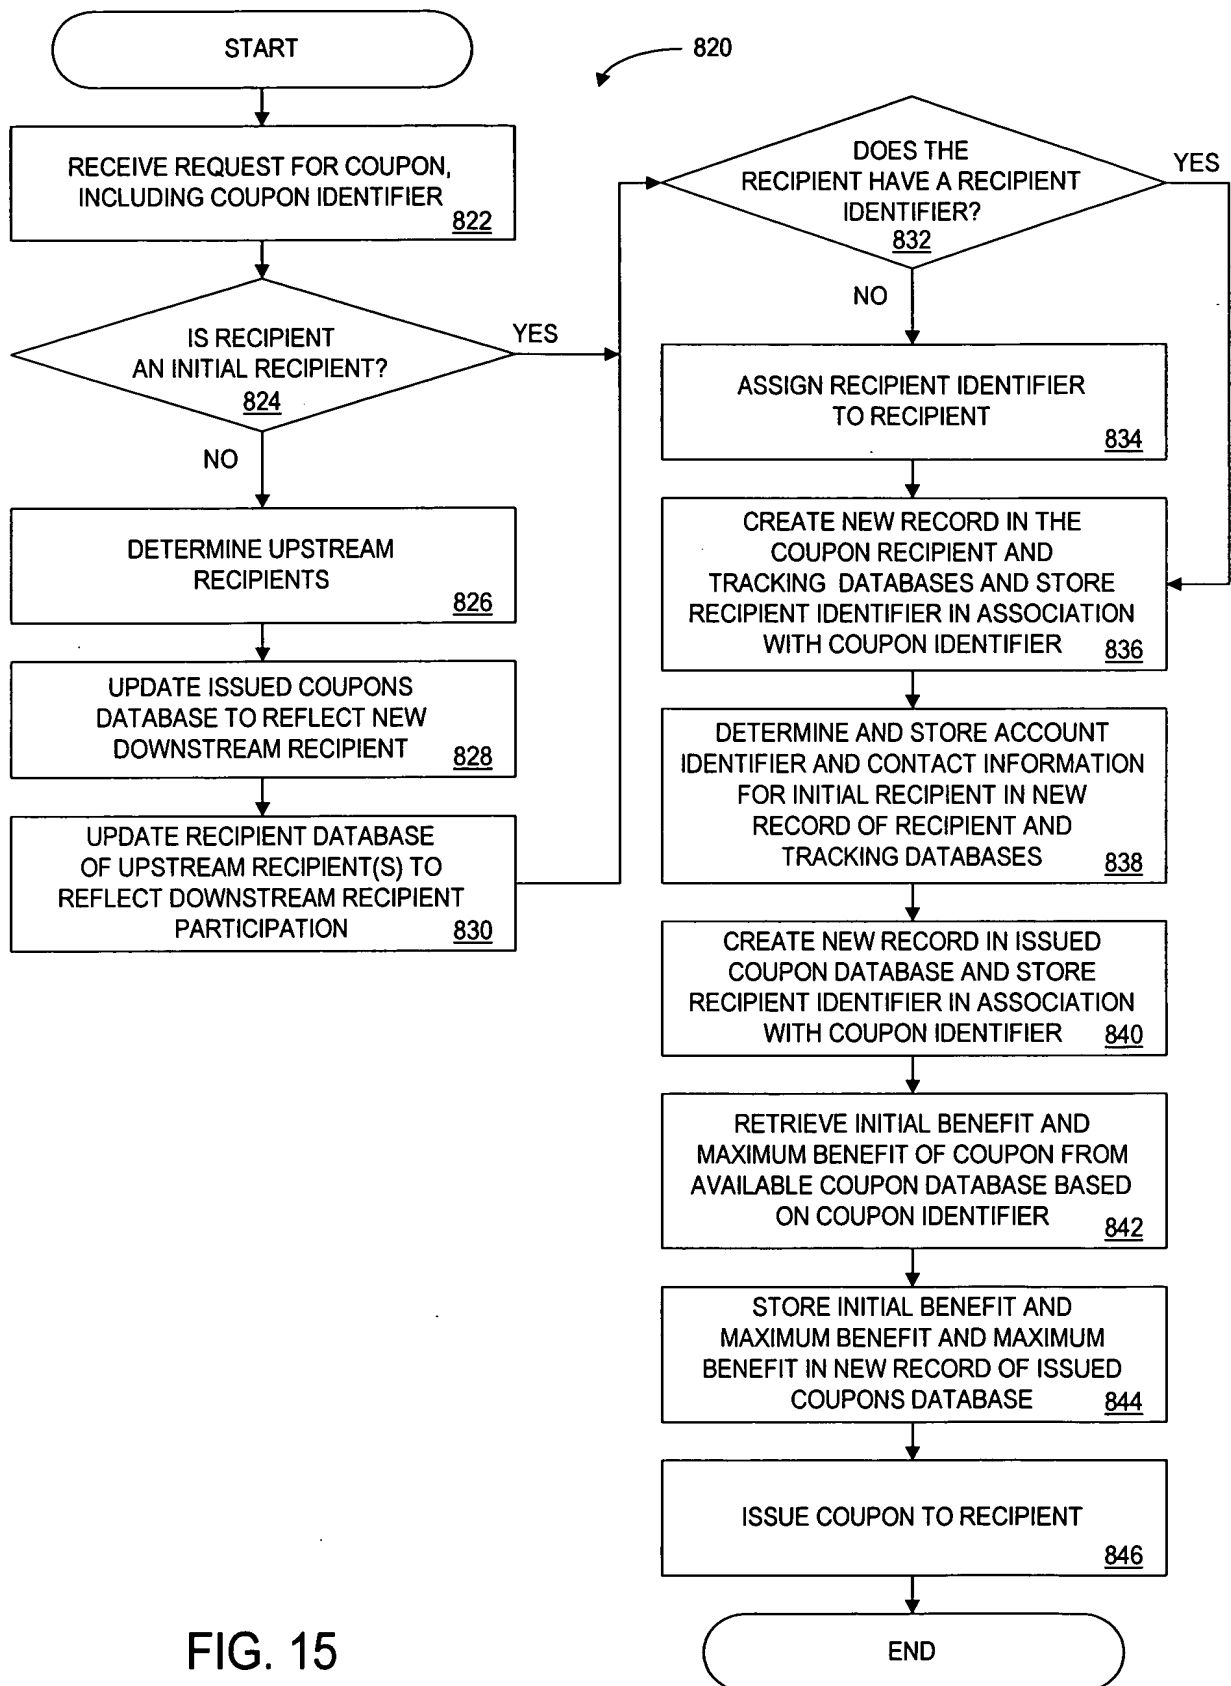 START
820
RECEIVE REQUEST FOR COUPON,
INCLUDING COUPON IDENTIFIER
822
IS RECIPIENT
AN INITIAL RECIPIENT?
824
YES
NO
DETERMINE UPSTREAM
RECIPIENTS
826
UPDATE ISSUED COUPONS
DATABASE TO REFLECT NEW
DOWNSTREAM RECIPIENT
828
UPDATE RECIPIENT DATABASE
OF UPSTREAM RECIPIENT(S) TO
REFLECT DOWNSTREAM RECIPIENT
PARTICIPATION
830
DOES THE
RECIPIENT HAVE A RECIPIENT
IDENTIFIER?
832
YES
NO
ASSIGN RECIPIENT IDENTIFIER
TO RECIPIENT
834
CREATE NEW RECORD IN THE
COUPON RECIPIENT AND
TRACKING DATABASES AND STORE
RECIPIENT IDENTIFIER IN ASSOCIATION
WITH COUPON IDENTIFIER
836
DETERMINE AND STORE ACCOUNT
IDENTIFIER AND CONTACT INFORMATION
FOR INITIAL RECIPIENT IN NEW
RECORD OF RECIPIENT AND
TRACKING DATABASES
838
CREATE NEW RECORD IN ISSUED
COUPON DATABASE AND STORE
RECIPIENT IDENTIFIER IN ASSOCIATION
WITH COUPON IDENTIFIER
840
RETRIEVE INITIAL BENEFIT AND
MAXIMUM BENEFIT OF COUPON FROM
AVAILABLE COUPON DATABASE BASED
ON COUPON IDENTIFIER
842
STORE INITIAL BENEFIT AND
MAXIMUM BENEFIT AND MAXIMUM
BENEFIT IN NEW RECORD OF ISSUED
COUPONS DATABASE
844
ISSUE COUPON TO RECIPIENT
846
END
FIG. 15